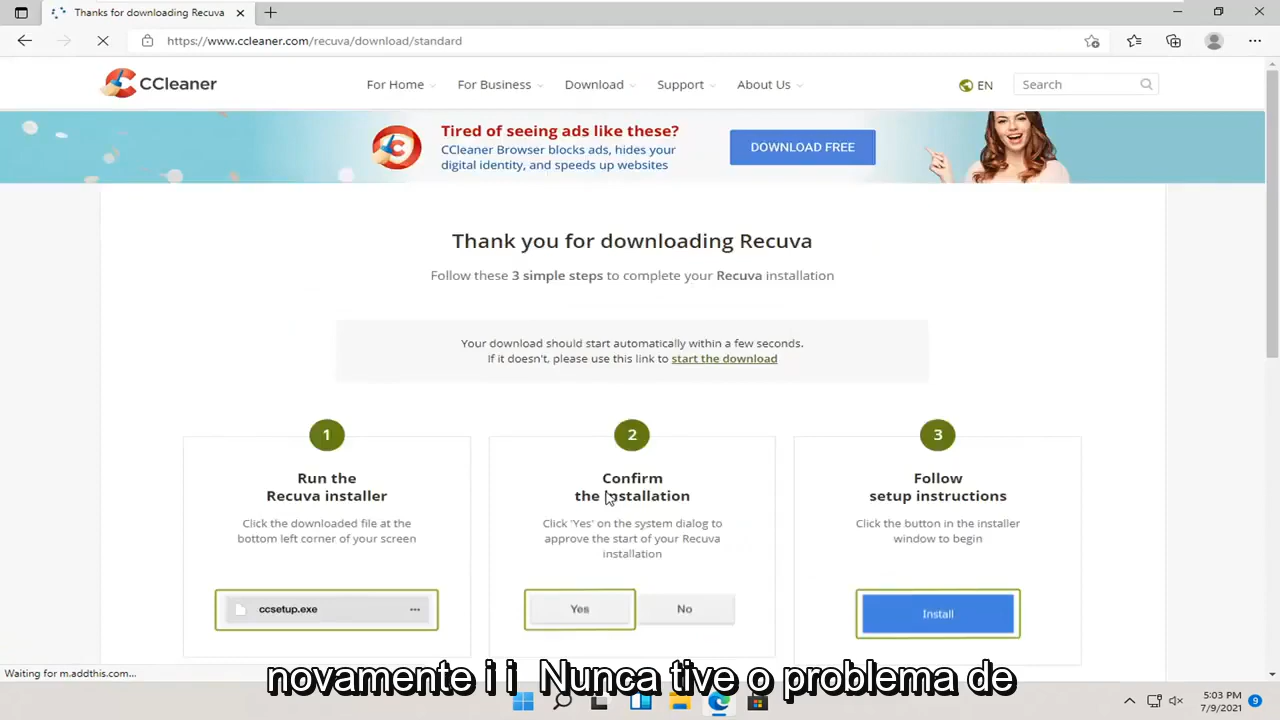 Thanks for downloading Recuva
https://www.ccleaner.com/recuva/download/standard
CCleaner
For Home
For Business
Download
Support
About Us
EN
Search
Tired of seeing ads like these?
CCleaner Browser blocks ads, hides your
digital identity, and speeds up websites
DOWNLOAD FREE
Thank you for downloading Recuva
Follow these 3 simple steps to complete your Recuva installation
Your download should start automatically within a few seconds.
If it doesn't, please use this link to start the download
1
Run the
Recuva installer
Click the downloaded file at the
bottom left corner of your screen
ccsetup.exe
2
Confirm
the installation
Click 'Yes' on the system dialog to
approve the start of your Recuva
installation
Yes
No
3
Follow
setup instructions
Click the button in the installer
window to begin
Install
Waiting for m.addthis.com...
novamente i i Nunca tive o problema de
5:03 PM
7/9/2021
9